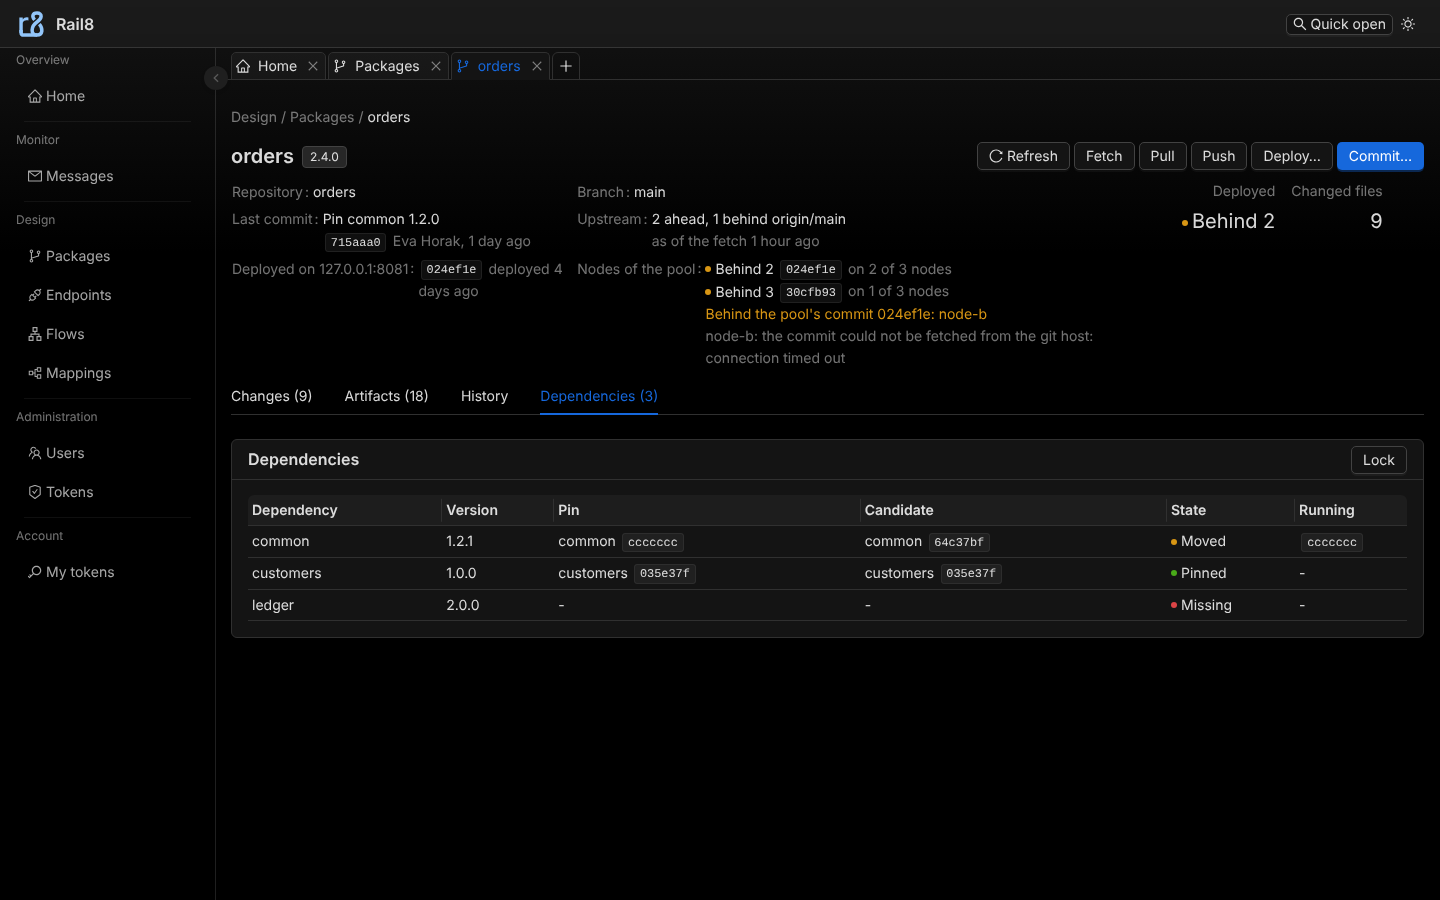 Rail8
Quick open
Overview
Home
Monitor
Messages
Design
Packages
Endpoints
Flows
Mappings
Administration
Users
Tokens
Account
My tokens
Home
Packages
orders
Design / Packages / orders
orders 2.4.0
Refresh
Fetch
Pull
Push
Deploy...
Commit...
Repository: orders
Branch: main
Last commit: Pin common 1.2.0
715aaa0 Eva Horak, 1 day ago
Upstream: 2 ahead, 1 behind origin/main
as of the fetch 1 hour ago
Deployed on 127.0.0.1:8081: 024ef1e deployed 4
days ago
Nodes of the pool: Behind 2 024ef1e on 2 of 3 nodes
Behind 3 30cfb93 on 1 of 3 nodes
Behind the pool's commit 024ef1e: node-b
node-b: the commit could not be fetched from the git host:
connection timed out
Deployed
Behind 2
Changed files
9
Changes (9)
Artifacts (18)
History
Dependencies (3)
Dependencies
Lock
Dependency Version Pin Candidate State Running
common 1.2.1 common ccccccc common 64c37bf Moved ccccccc
customers 1.0.0 customers 035e37f customers 035e37f Pinned -
ledger 2.0.0 - - Missing -